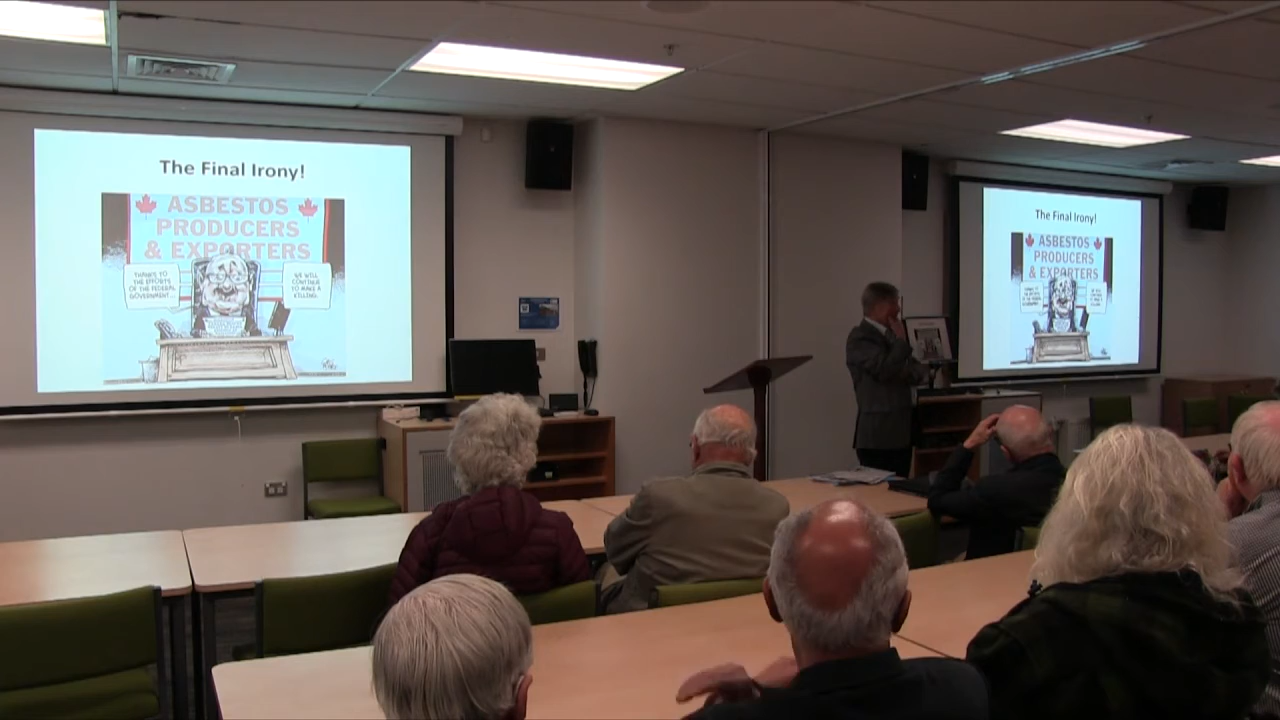 The Final Irony!
ASBESTOS
PRODUCERS
& EXPORTERS
THANKS TO
THE EFFORTS
OF THE FEDERAL
GOVERNMENT...
WE WILL
CONTINUE
TO MAKE A
KILLING.
The Final Irony!
ASBESTOS
PRODUCERS
& EXPORTERS